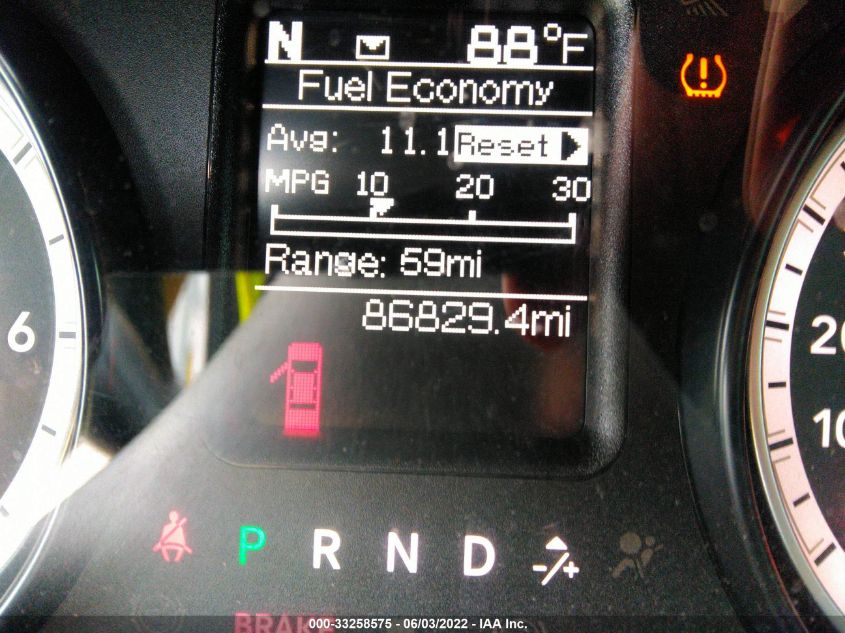 N 88°F
Fuel Economy
Avg: 11.1 Reset
MPG 10 20 30
Range: 59mi
86829.4mi
6
20
10
P R N D -/+
BRAKE
000-33258575 - 06/03/2022 - IAA Inc.